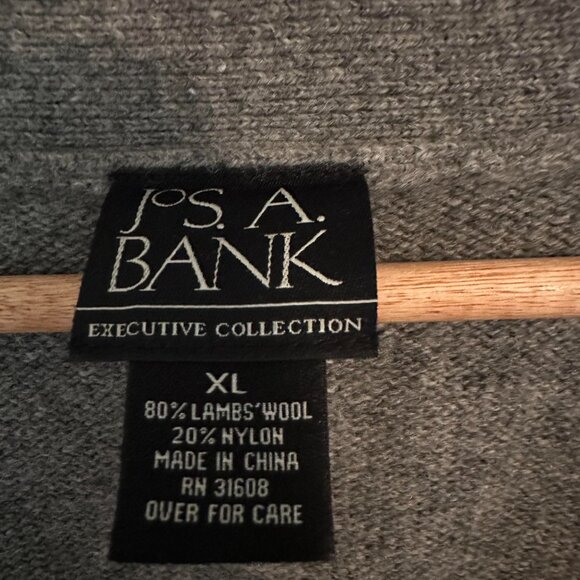 JoS. A.
BANK
EXECUTIVE COLLECTION
XL
80% LAMBS'WOOL
20% NYLON
MADE IN CHINA
RN 31608
OVER FOR CARE